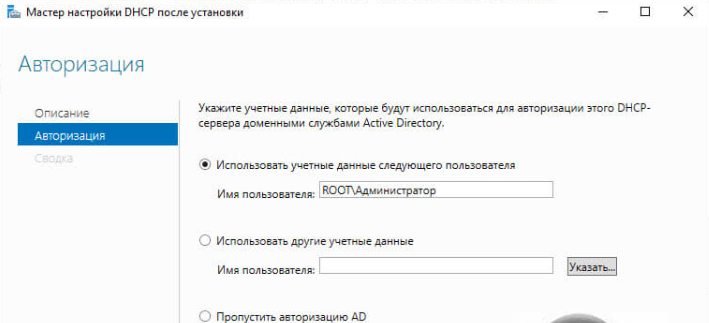 Мастер настройки DHCP после установки
Авторизация
Описание
Авторизация
Сводка
Укажите учетные данные, которые будут использоваться для авторизации этого DHCP-
сервера доменными службами Active Directory.
Использовать учетные данные следующего пользователя
Имя пользователя: ROOT\Администратор
Использовать другие учетные данные
Имя пользователя: Указать...
Пропустить авторизацию AD